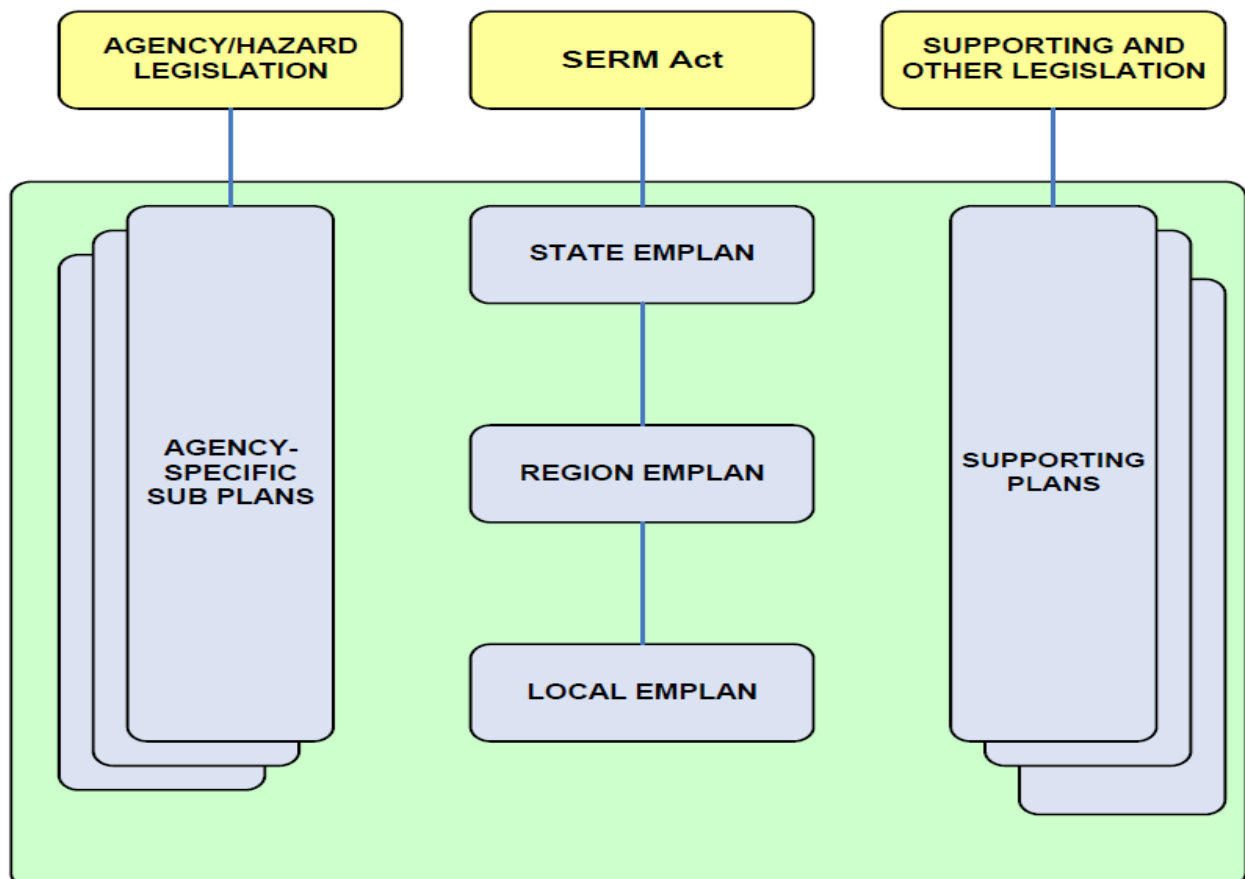 AGENCY/HAZARD
LEGISLATION
SERM Act
SUPPORTING AND
OTHER LEGISLATION
STATE EMPLAN
AGENCY-
SPECIFIC
SUB PLANS
REGION EMPLAN
SUPPORTING
PLANS
LOCAL EMPLAN